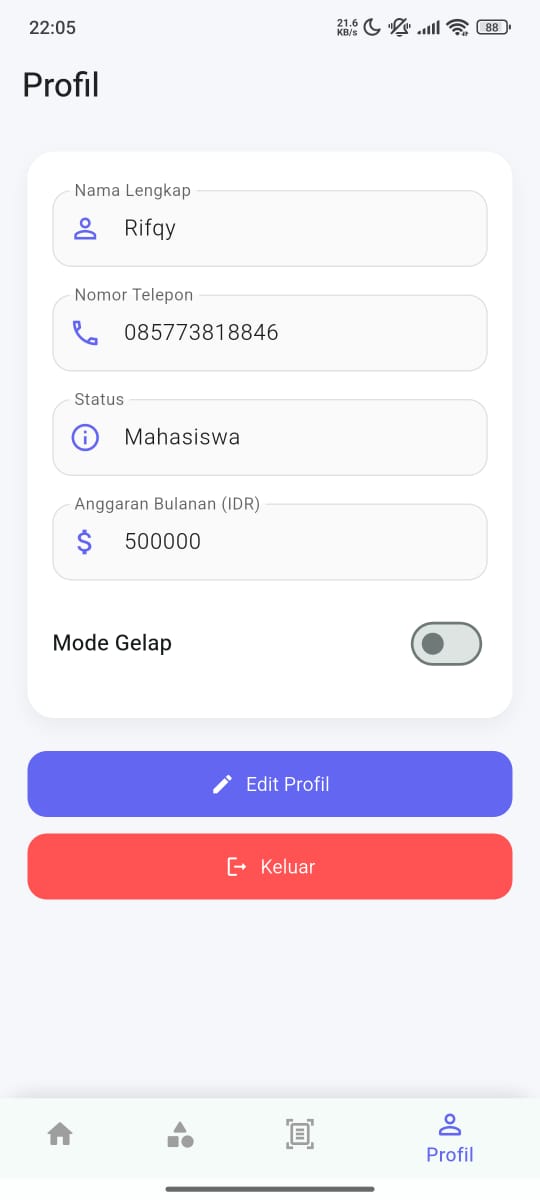 22:05
21.6
KB/s
88
Profil
Nama Lengkap
Rifqy
Nomor Telepon
085773818846
Status
Mahasiswa
Anggaran Bulanan (IDR)
500000
Mode Gelap
Edit Profil
Keluar
Profil